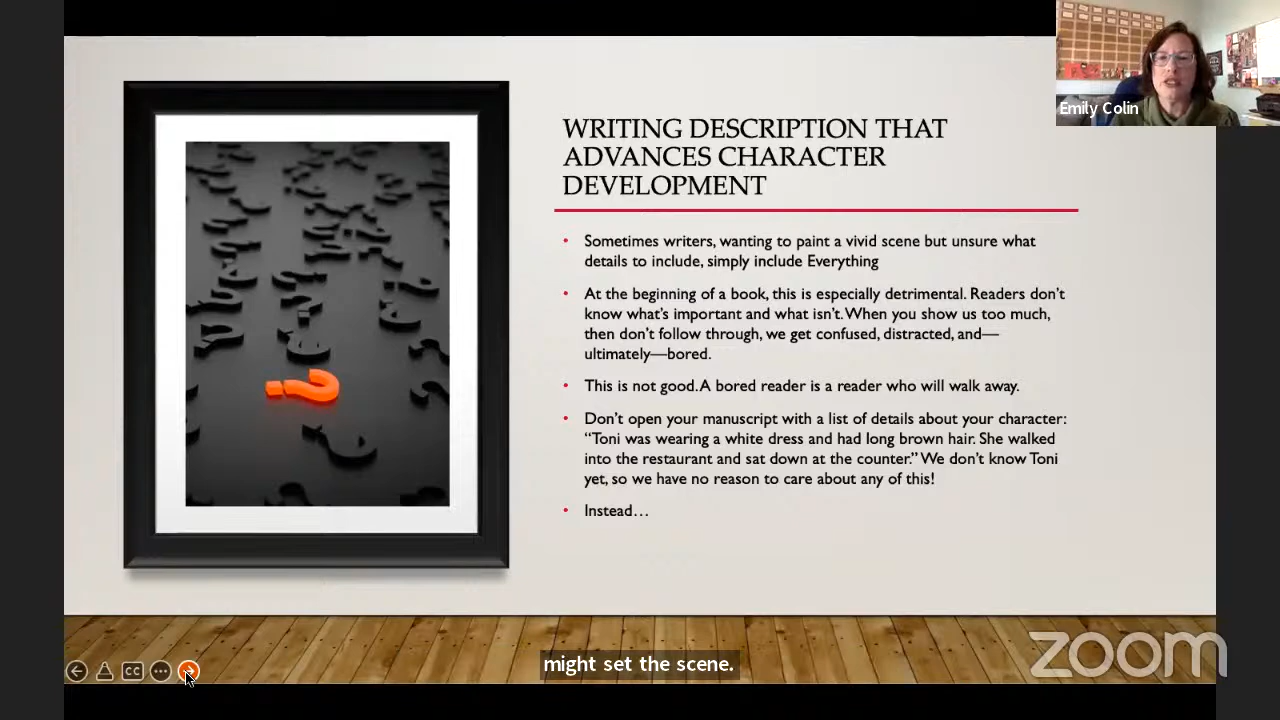 Emily Colin
WRITING DESCRIPTION THAT
ADVANCES CHARACTER
DEVELOPMENT
• Sometimes writers, wanting to paint a vivid scene but unsure what
details to include, simply include Everything
• At the beginning of a book, this is especially detrimental. Readers don't
know what's important and what isn't. When you show us too much,
then don't follow through, we get confused, distracted, and—
ultimately—bored.
• This is not good. A bored reader is a reader who will walk away.
• Don't open your manuscript with a list of details about your character:
“Toni was wearing a white dress and had long brown hair. She walked
into the restaurant and sat down at the counter.” We don't know Toni
yet, so we have no reason to care about any of this!
• Instead…
might set the scene.
CC
zoom